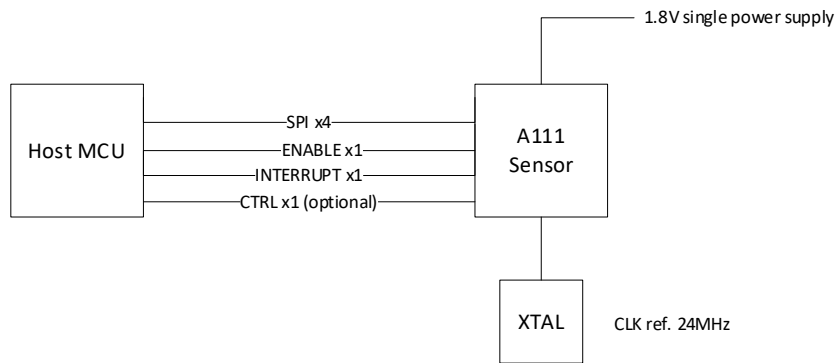 1.8V single power supply
Host MCU
SPI x4
ENABLE x1
INTERRUPT x1
CTRL x1 (optional)
A111
Sensor
XTAL
CLK ref. 24MHz